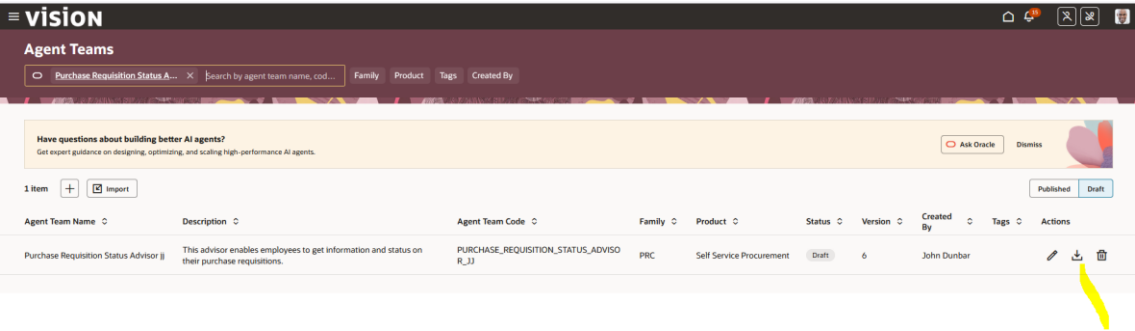 vision
15
Agent Teams
Purchase Requisition Status A... Search by agent team name, cod... Family Product Tags Created By
Have questions about building better AI agents?
Get expert guidance on designing, optimizing, and scaling high-performance AI agents.
Ask Oracle Dismiss
1 item Import Published Draft
Agent Team Name Description Agent Team Code Family Product Status Version Created By Tags Actions
Purchase Requisition Status Advisor jj
This advisor enables employees to get information and status on
their purchase requisitions.
PURCHASE_REQUISITION_STATUS_ADVISO
R_JJ
PRC Self Service Procurement Draft 6 John Dunbar